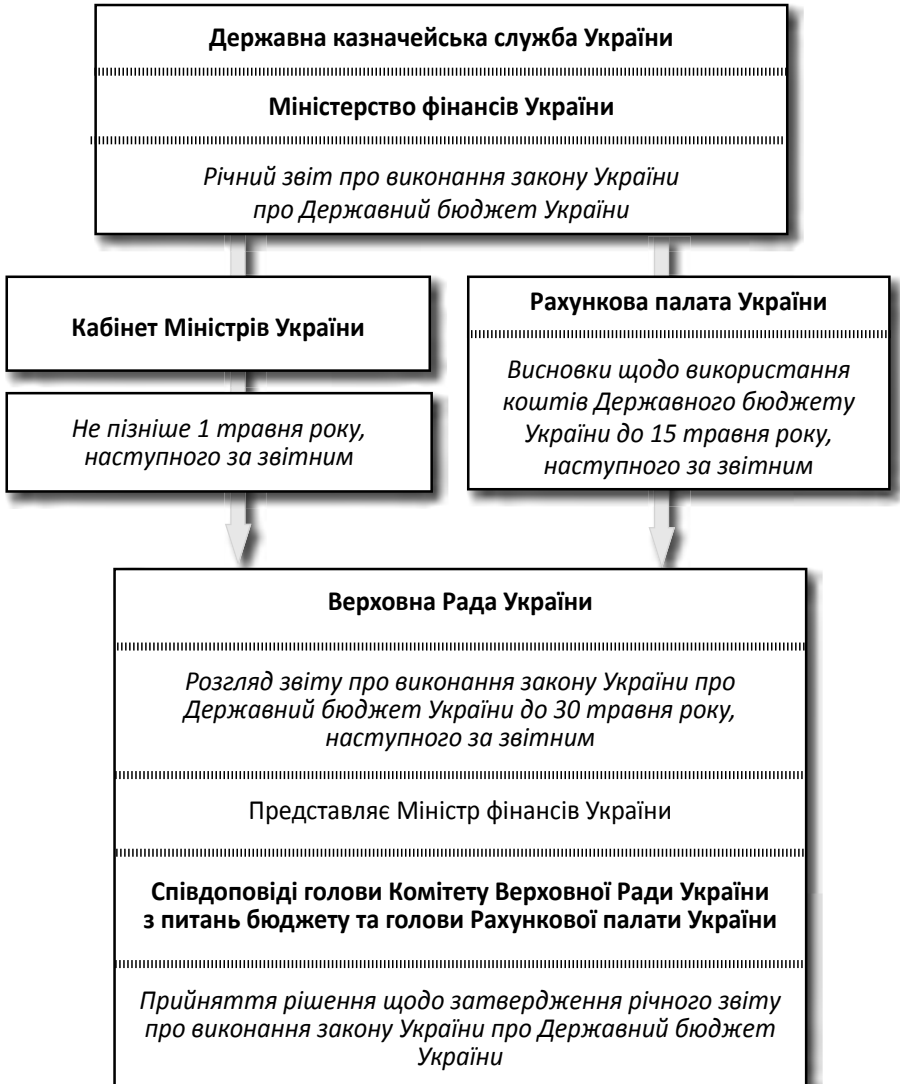 Державна казначейська служба України
Міністерство фінансів України
Річний звіт про виконання закону України
про Державний бюджет України
Кабінет Міністрів України
Не пізніше 1 травня року,
наступного за звітним
Рахункова палата України
Висновки щодо використання
коштів Державного бюджету
України до 15 травня року,
наступного за звітним
Верховна Рада України
Розгляд звіту про виконання закону України про
Державний бюджет України до 30 травня року,
наступного за звітним
Представляє Міністр фінансів України
Співдоповіді голови Комітету Верховної Ради України
з питань бюджету та голови Рахункової палати України
Прийняття рішення щодо затвердження річного звіту
про виконання закону України про Державний бюджет
України